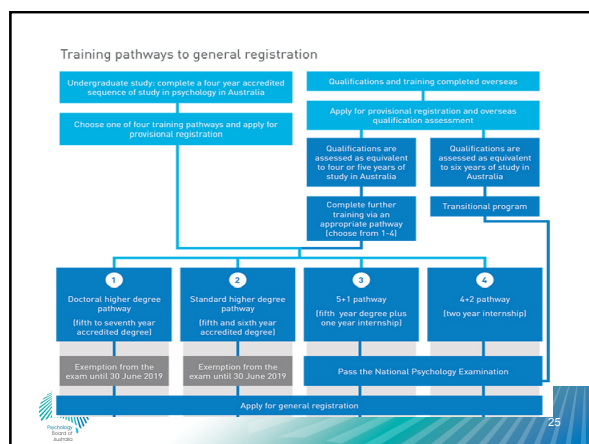 Training pathways to general registration
Undergraduate study: complete a four year accredited
sequence of study in psychology in Australia
Choose one of four training pathways and apply for
provisional registration
Qualifications and training completed overseas
Apply for provisional registration and overseas
qualification assessment
Qualifications are
assessed as equivalent
to four or five years of
study in Australia
Qualifications are
assessed as equivalent
to six years of study in
Australia
Complete further
training via an
appropriate pathway
(choose from 1-4)
Transitional program
1
Doctoral higher degree
pathway
(fifth to seventh year
accredited degree)
2
Standard higher degree
pathway
(fifth and sixth year
accredited degree)
3
5+1 pathway
(fifth year degree plus
one year internship)
4
4+2 pathway
(two year internship)
Exemption from the
exam until 30 June 2019
Exemption from the
exam until 30 June 2019
Pass the National Psychology Examination
Apply for general registration
Psychology
Board of
Australia
25